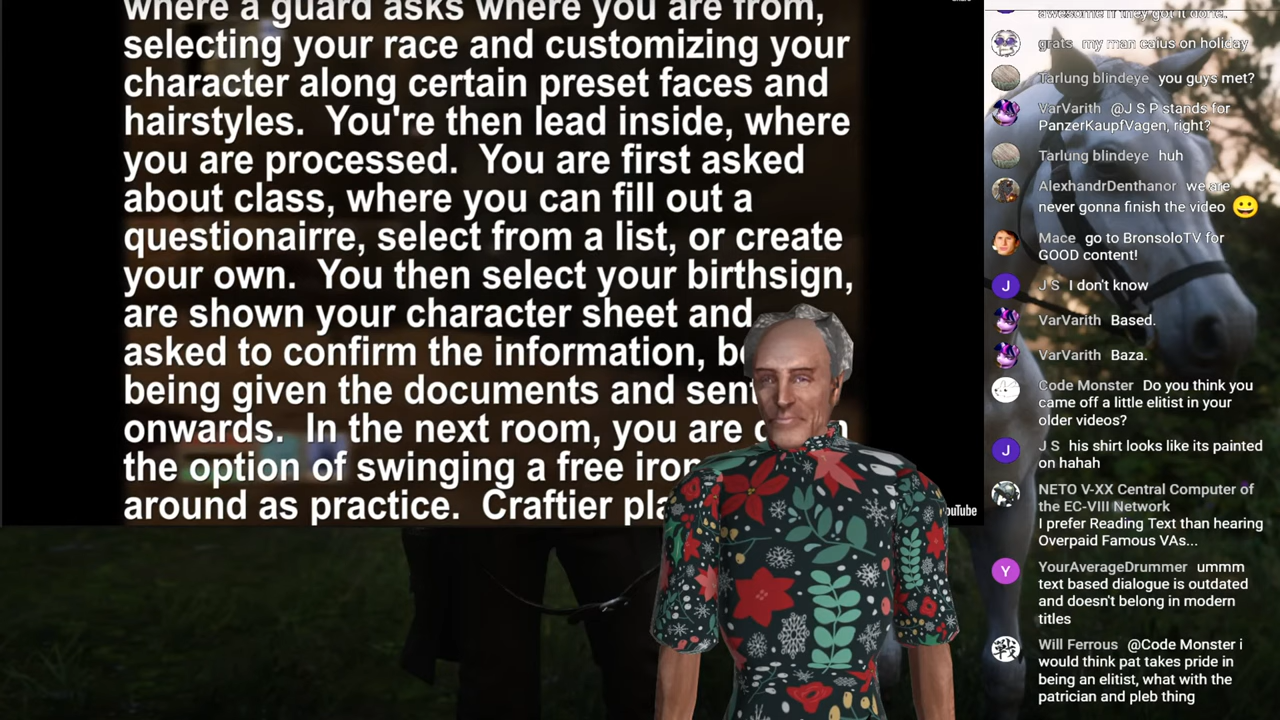 where a guard asks where you are from,
selecting your race and customizing your
character along certain preset faces and
hairstyles. You're then lead inside, where
you are processed. You are first asked
about class, where you can fill out a
questionairre, select from a list, or create
your own. You then select your birthsign,
are shown your character sheet and
asked to confirm the information,
being given the documents and sent
onwards. In the next room, you are
the option of swinging a free iron
around as practice. Craftier
YouTube
awesome if they got it done.
grats my man caius on holiday
Tarlung blindeye you guys met?
VarVarith @J S P stands for
PanzerKaupfVagen, right?
Tarlung blindeye huh
AlexhandrDenthanor we are
never gonna finish the video 😀
Mace go to BronsoloTV for
GOOD content!
J
J S I don't know
VarVarith Based.
VarVarith Baza.
Code Monster Do you think you
came off a little elitist in your
older videos?
J
J S his shirt looks like its painted
on hahah
NETO V-XX Central Computer of
the EC-VIII Network
I prefer Reading Text than hearing
Overpaid Famous VAs...
Y
YourAverageDrummer ummm
text based dialogue is outdated
and doesn't belong in modern
titles
Will Ferrous @Code Monster i
would think pat takes pride in
being an elitist, what with the
patrician and pleb thing